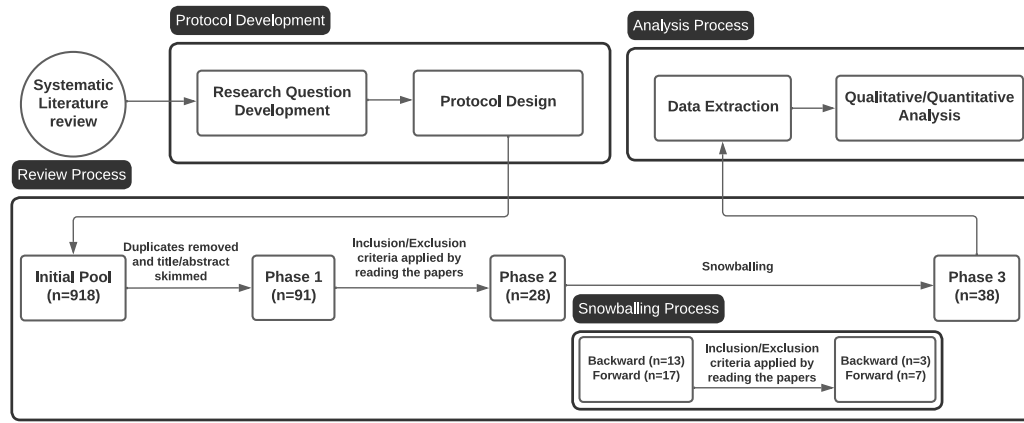 Protocol Development
Analysis Process
Systematic
Literature
review
Research Question
Development
Protocol Design
Data Extraction
Qualitative/Quantitative
Analysis
Review Process
Initial Pool
(n=918)
Duplicates removed
and title/abstract
skimmed
Phase 1
(n=91)
Inclusion/Exclusion
criteria applied by
reading the papers
Phase 2
(n=28)
Snowballing
Phase 3
(n=38)
Snowballing Process
Backward (n=13)
Forward (n=17)
Inclusion/Exclusion
criteria applied by
reading the papers
Backward (n=3)
Forward (n=7)